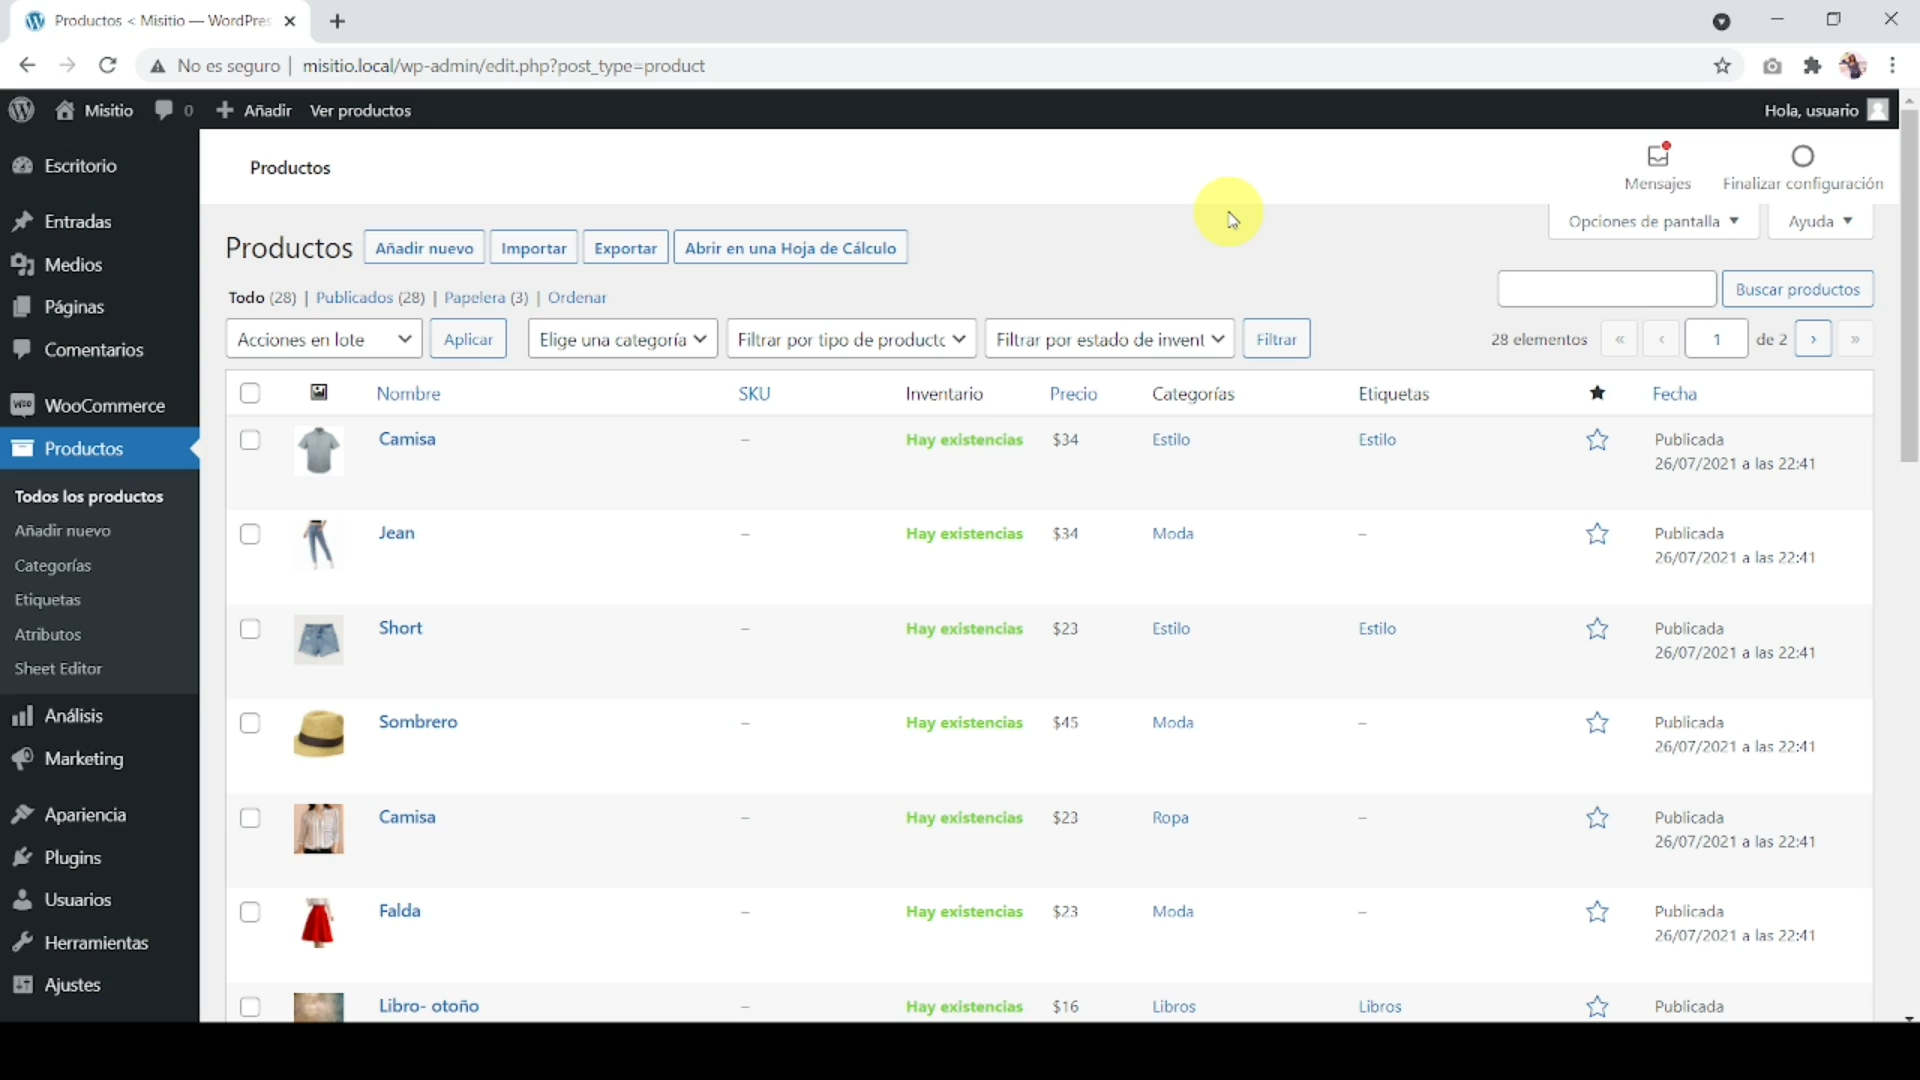 Productos < Misitio — WordPres
No es seguro | misitio.local/wp-admin/edit.php?post_type=product
Misitio 0 Añadir Ver productos Hola, usuario
Escritorio
Entradas
Medios
Páginas
Comentarios
WooCommerce
Productos
Todos los productos
Añadir nuevo
Categorías
Etiquetas
Atributos
Sheet Editor
Análisis
Marketing
Apariencia
Plugins
Usuarios
Herramientas
Ajustes
Productos
Mensajes Finalizar configuración
Opciones de pantalla Ayuda
Productos Añadir nuevo Importar Exportar Abrir en una Hoja de Cálculo
Todo (28) | Publicados (28) | Papelera (3) | Ordenar
Buscar productos
Acciones en lote Aplicar Elige una categoría Filtrar por tipo de producto Filtrar por estado de invent Filtrar 28 elementos « ‹ 1 de 2 › »
Nombre SKU Inventario Precio Categorías Etiquetas ★ Fecha
Camisa – Hay existencias $34 Estilo Estilo Publicada
26/07/2021 a las 22:41
Jean – Hay existencias $34 Moda – Publicada
26/07/2021 a las 22:41
Short – Hay existencias $23 Estilo Estilo Publicada
26/07/2021 a las 22:41
Sombrero – Hay existencias $45 Moda – Publicada
26/07/2021 a las 22:41
Camisa – Hay existencias $23 Ropa – Publicada
26/07/2021 a las 22:41
Falda – Hay existencias $23 Moda – Publicada
26/07/2021 a las 22:41
Libro- otoño – Hay existencias $16 Libros Libros Publicada